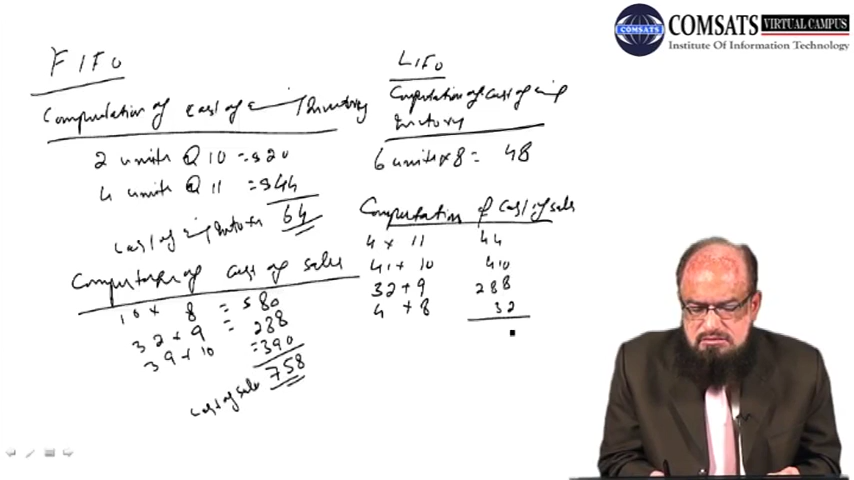 COMSATS VIRTUAL CAMPUS
COMSATS
Institute Of Information Technology
FIFO
Computation of cost of Inventory
2 units @ 10 = $20
4 units @ 11 = $44
cost of 64
Computation of cost of sales
10 × 8 = $80
32 × 9 = 288
39 × 10 = 390
cost of sales 758
LIFO
Computation of cost of
6 units × 8 = 48
Computation of cost of sales
4 × 11 44
41 × 10 410
32 × 9 288
4 × 8 32